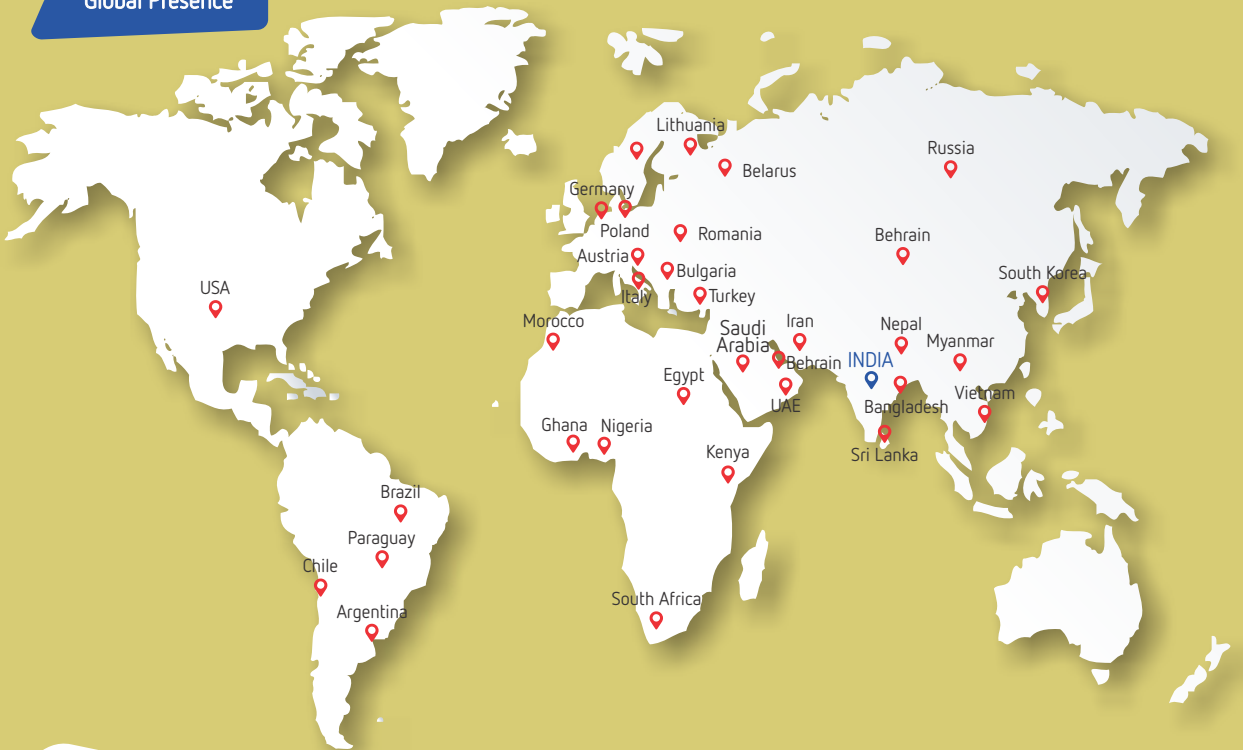 Global Presence
Lithuania
Russia
Belarus
Germany
Poland
Romania
Behrain
Austria
Bulgaria
South Korea
USA
Italy
Turkey
Morocco
Iran
Nepal
Saudi
Arabia
Myanmar
Behrain
INDIA
Egypt
Vietnam
UAE
Bangladesh
Ghana
Nigeria
Kenya
Sri Lanka
Brazil
Paraguay
Chile
South Africa
Argentina